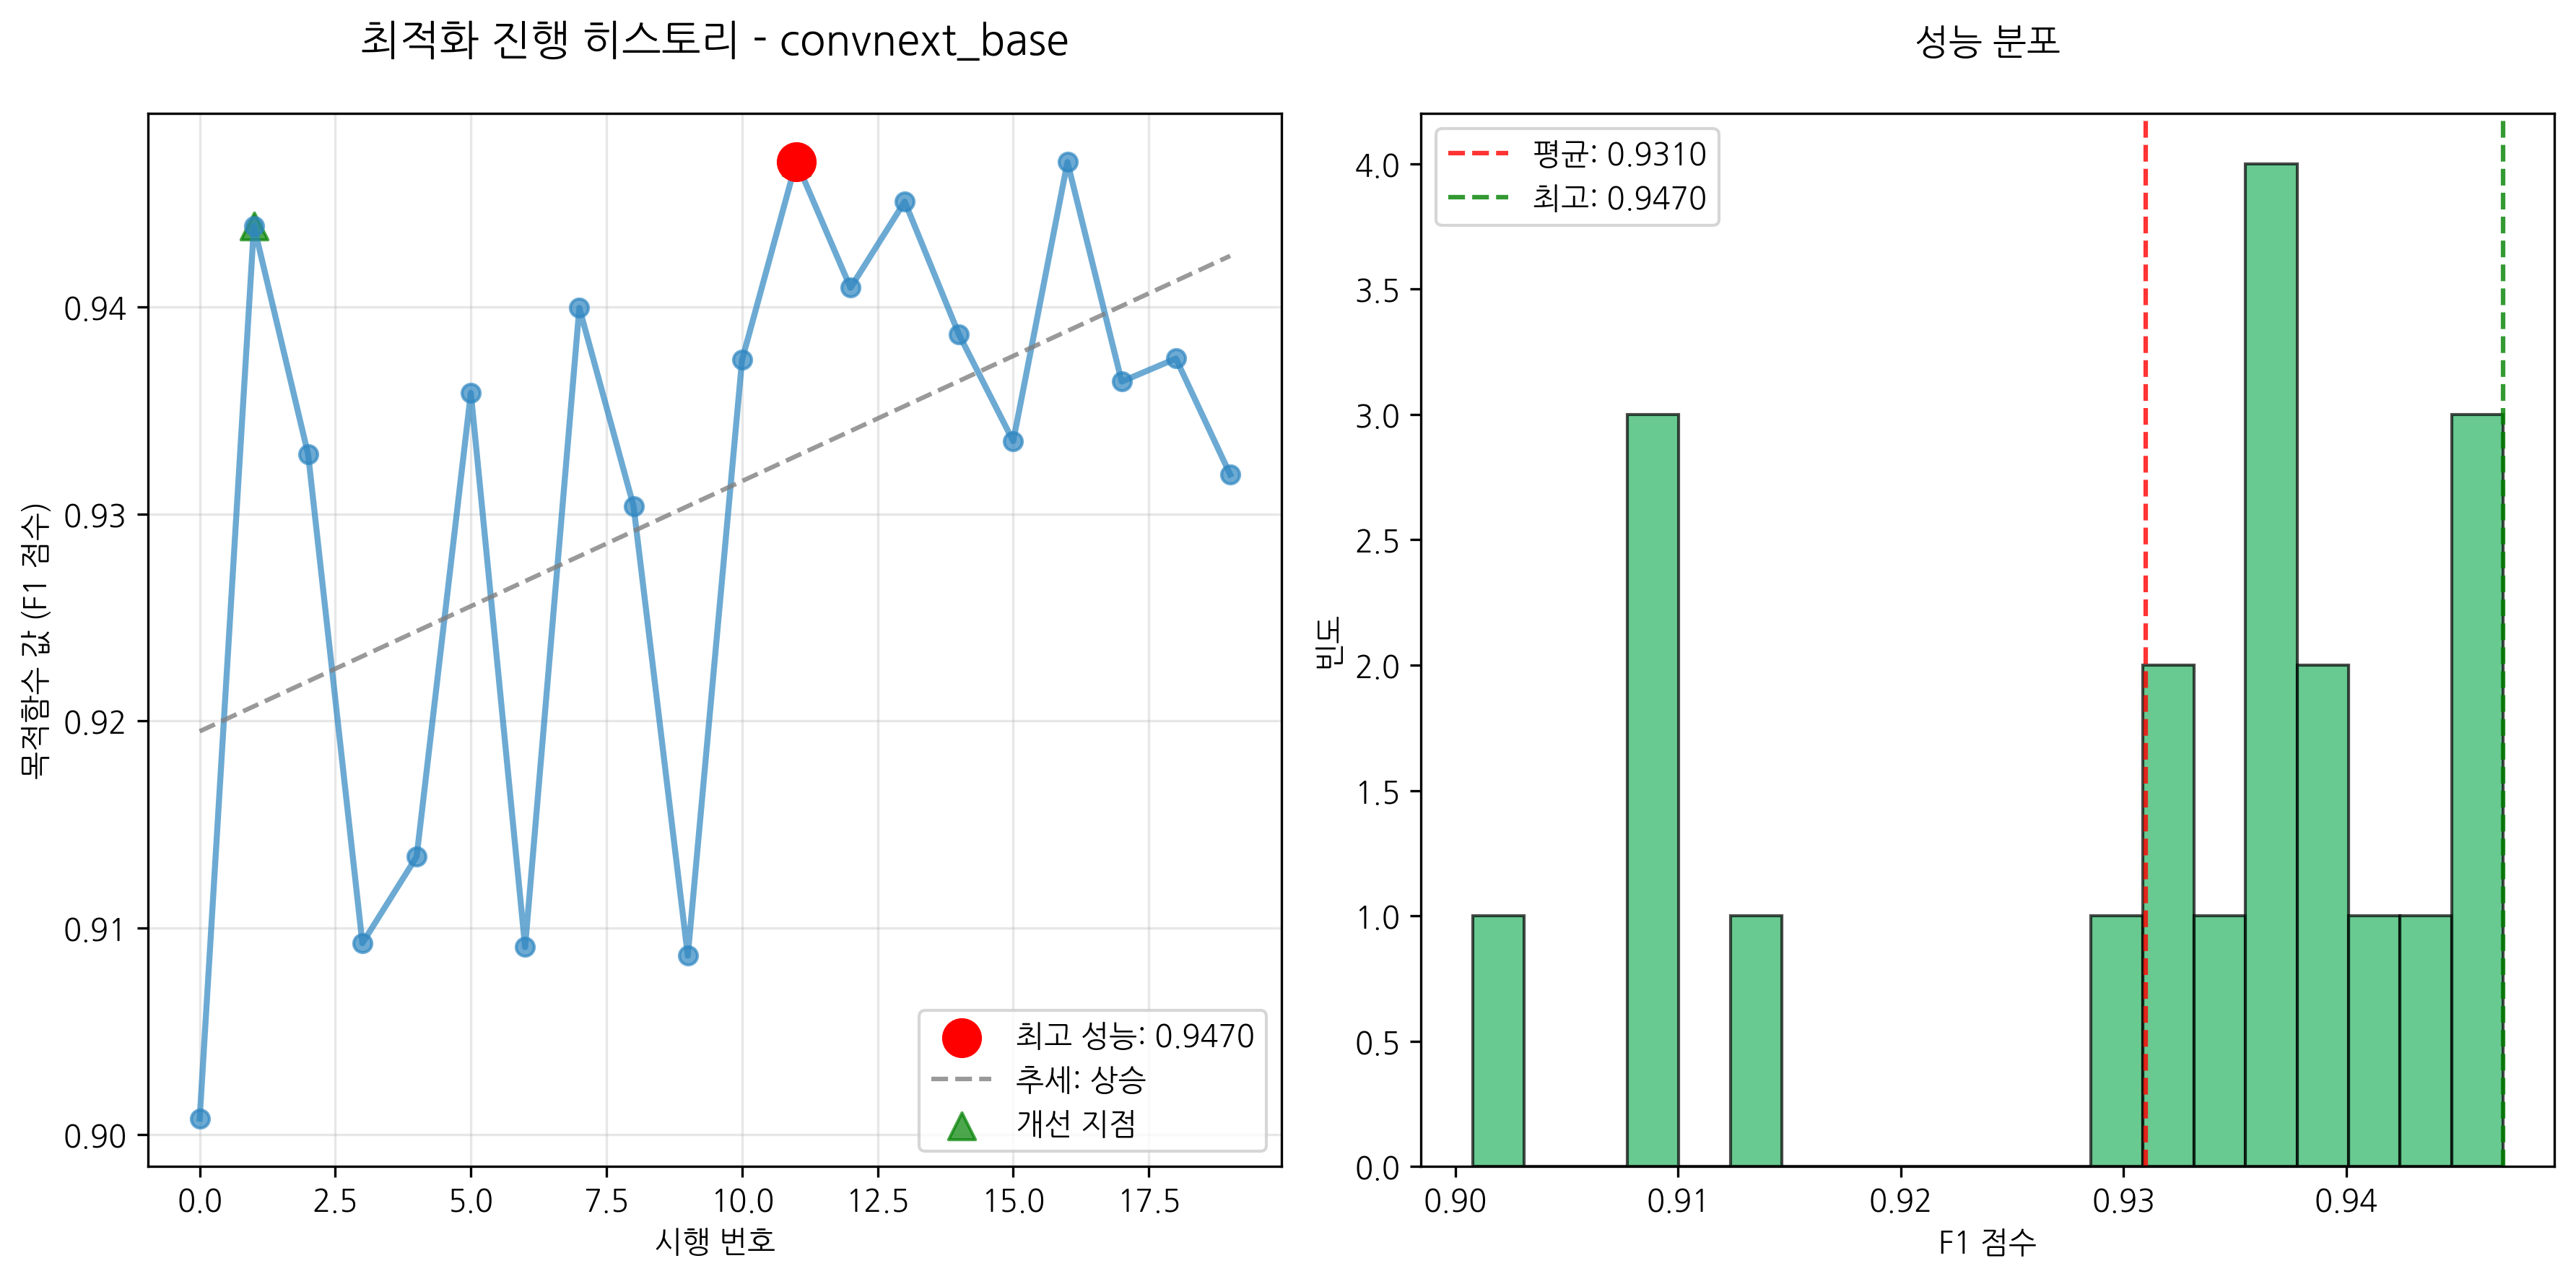 최적화 진행 히스토리 - convnext_base
목적함수 값 (F1 점수)
0.94
0.93
0.92
0.91
0.90
최고 성능: 0.9470
추세: 상승
개선 지점
0.0 2.5 5.0 7.5 10.0 12.5 15.0 17.5
시행 번호
성능 분포
평균: 0.9310
최고: 0.9470
빈도
4.0
3.5
3.0
2.5
2.0
1.5
1.0
0.5
0.0
0.90 0.91 0.92 0.93 0.94
F1 점수